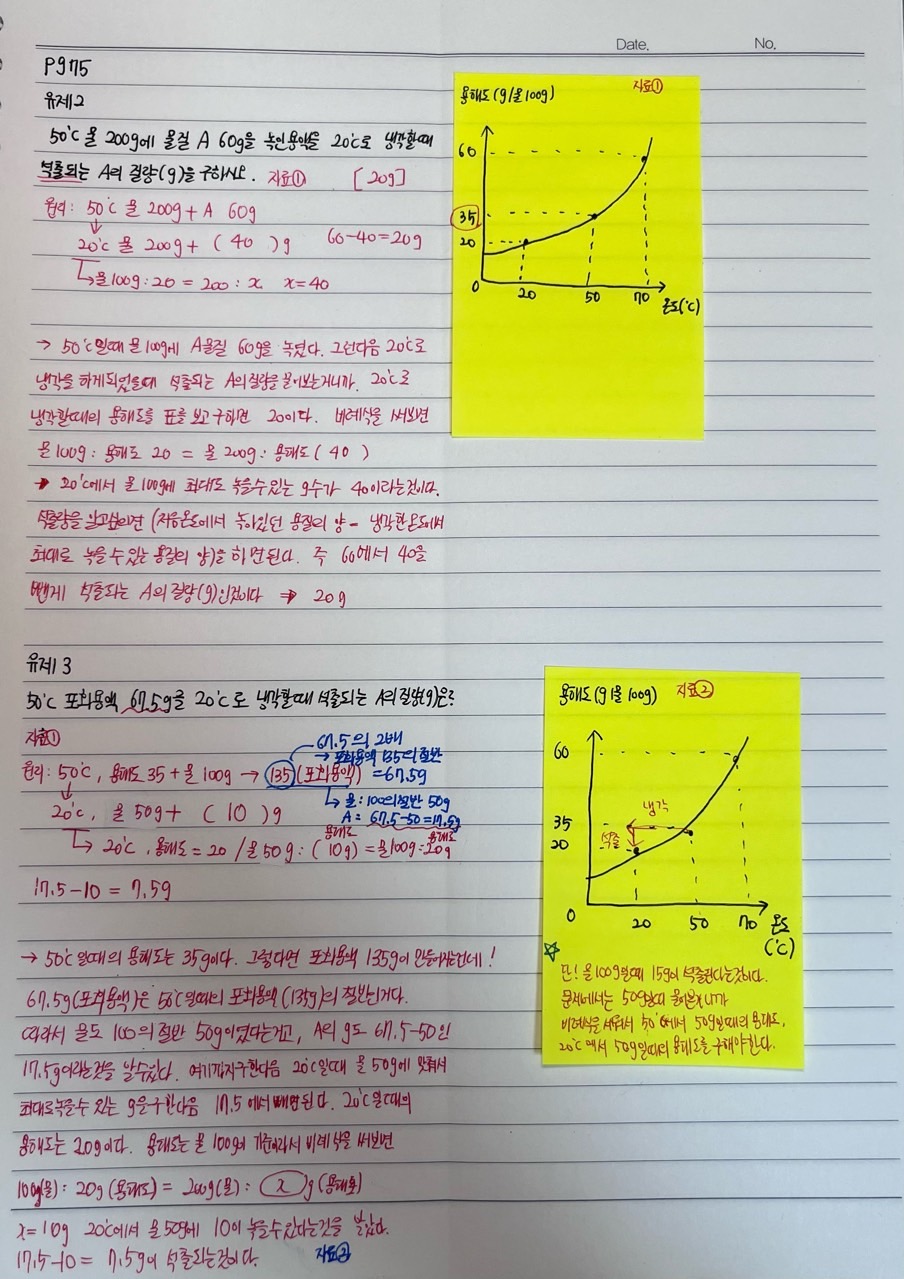 Date.
No.
P975
유제2
50℃ 물 200g에 물질 A 60g을 녹인용액을 20℃로 냉각할때
석출되는 A의 질량(g)을 구하시오. 자료① [20g]
원리: 50℃ 물 200g + A 60g
20℃ 물 200g + ( 40 )g 60-40=20g
↳물100g : 20 = 200 : x x=40
→ 50℃일때 물 100g에 A물질 60g을 녹였다. 그런다음 20℃로
냉각을 하게되었을때 석출되는 A의질량을 물어보는거니까. 20℃로
냉각할때의 용해도를 표를 보고 구하면 20이다. 비례식을 써보면
물 100g : 용해도 20 = 물 200g : 용해도 ( 40 )
→ 20℃에서 물 100g에 최대로 녹을수있는 g수가 40이라는것이다.
석출량을 알고싶으면 (처음온도에서 녹아있던 용질의 양 - 냉각한온도에서
최대로 녹을 수 있는 용질의 양)을 하면된다. 즉 60에서 40을
뺀게 석출되는 A의 질량(g)인것이다 → 20g
용해도(g/물100g) 자료①
60
35
20
0
20 50 70
온도(℃)
유제 3
50℃ 포화용액 67.5g을 20℃로 냉각할때 석출되는 A의 질량(g)은?
자료①
67.5의 2배
→ 포화용액 135의 절반
원리: 50℃, 용해도 35 + 물 100g → 135(포화용액) = 67.5g
↳ 물: 100의절반 50g
20℃, 물 50g + ( 10 )g
A: 67.5-50=17.5g
용해도 용해도
↳ 20℃, 용해도=20 / 물 50g : ( 10g ) = 물100g : 20g
17.5-10 = 7.5g
→ 50℃일때의 용해도는 35g이다. 그렇다면 포화용액 135g이 만들어지는건데!
67.5g(포화용액)은 50℃일때의 포화용액(135g)의 절반인거다.
따라서 물도 100의 절반 50g이었다는거고, A의 g도 67.5-50인
17.5g이라는것을 알수있다. 여기까지구한다음 20℃일때 물 50g에 맞춰서
최대로녹을수 있는 g을구한다음 17.5에서 빼면된다. 20℃일때의
용해도는 20g이다. 용해도는 물 100g이 기준이라서 비례식을 써보면
100g(물) : 20g (용해도) = 200g(물) : x g (용해도)
x=10g 20℃에서 물 50g에 10이 녹을수있다는것을 알았다.
17.5-10 = 7.5g이 석출되는것이다. 자료②
용해도(g/물 100g) 자료②
60
35
20
0
냉각
석출
20 50 70 온도
(℃)
☆
단! 물 100g일때 15g이 석출된다는것이다.
문제에서는 50g일때 물어본거니까
비례식을 세워서 50℃에서 50g일때의 용해도,
20℃에서 50g일때의 용해도를 구해야한다.